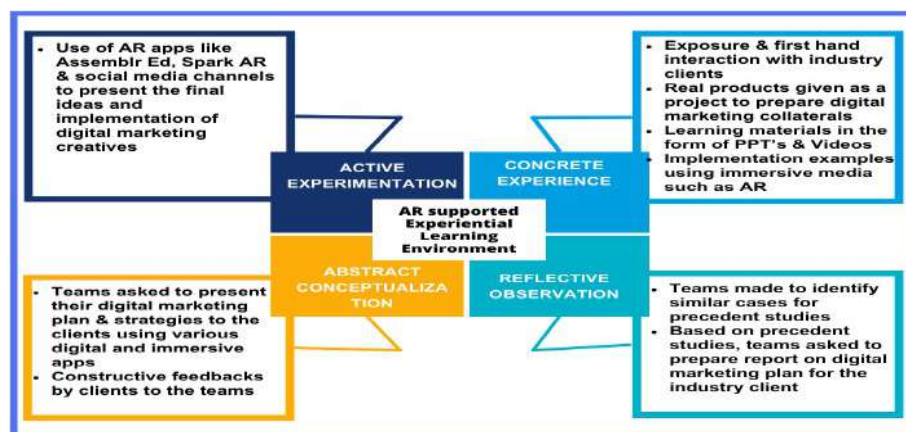 • Use of AR apps like
Assemblr Ed, Spark AR
& social media channels
to present the final
ideas and
implementation of
digital marketing
creatives
• Exposure & first hand
interaction with industry
clients
• Real products given as a
project to prepare digital
marketing collaterals
• Learning materials in the
form of PPT's & Videos
• Implementation examples
using immersive media
such as AR
ACTIVE
EXPERIMENTATION
CONCRETE
EXPERIENCE
AR supported
Experiential
Learning
Environment
ABSTRACT
CONCEPTUALIZA
TION
REFLECTIVE
OBSERVATION
• Teams asked to present
their digital marketing
plan & strategies to the
clients using various
digital and immersive
apps
• Constructive feedbacks
by clients to the teams
• Teams made to identify
similar cases for
precedent studies
• Based on precedent
studies, teams asked to
prepare report on digital
marketing plan for the
industry client